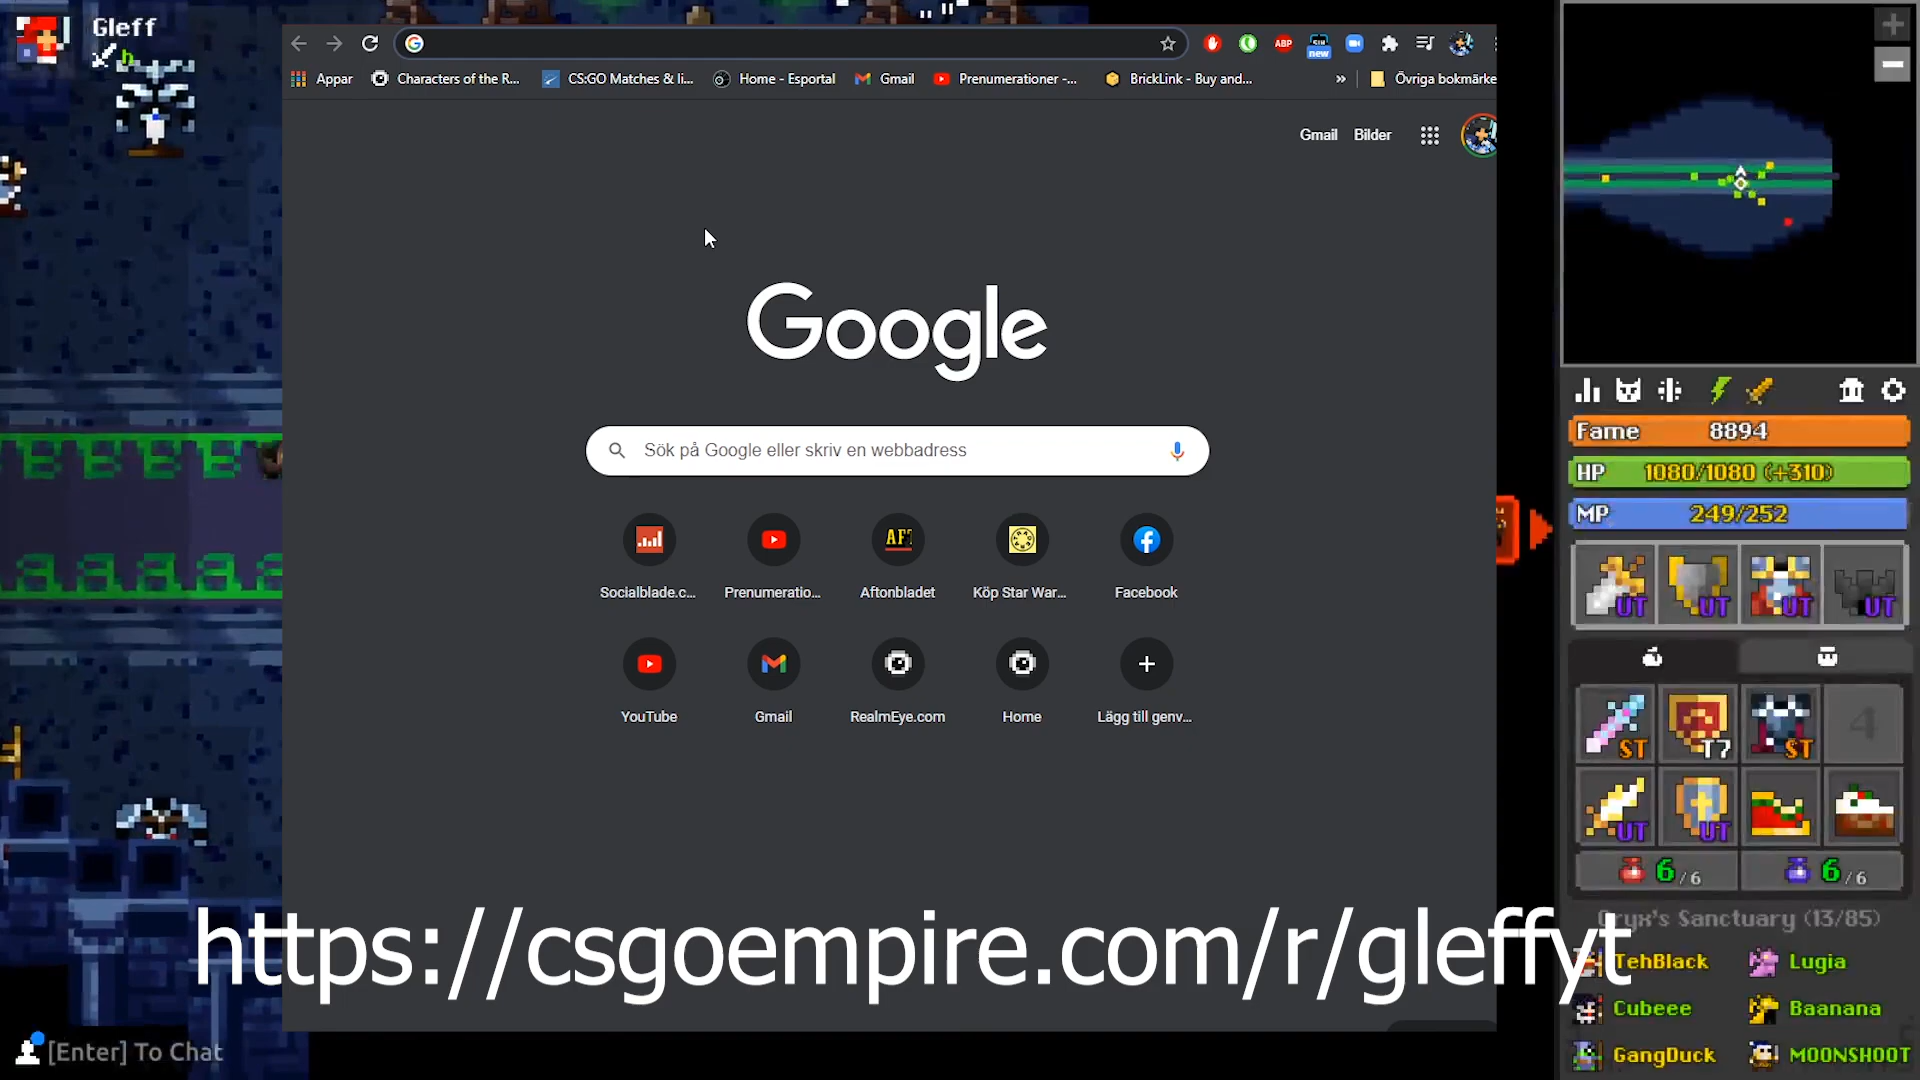 Gleff
Appar
Characters of the R...
CS:GO Matches & li...
Home - Esportal
Gmail
Prenumerationer -...
BrickLink - Buy and...
»
Övriga bokmärke
ABP
new
Gmail
Bilder
Google
Sök på Google eller skriv en webbadress
Socialblade.c...
Prenumeratio...
Aftonbladet
Köp Star War...
Facebook
YouTube
Gmail
RealmEye.com
Home
Lägg till genv...
https://csgoempire.com/r/gleffyt
[Enter] To Chat
Fame 8894
HP 1080/1080 (+310)
MP 249/252
UT UT UT UT
ST T7 ST 4
UT UT
6/6 6/6
Oryx's Sanctuary (13/85)
TehBlack Lugia
Cubeee Baanana
GangDuck M00NSHOOT